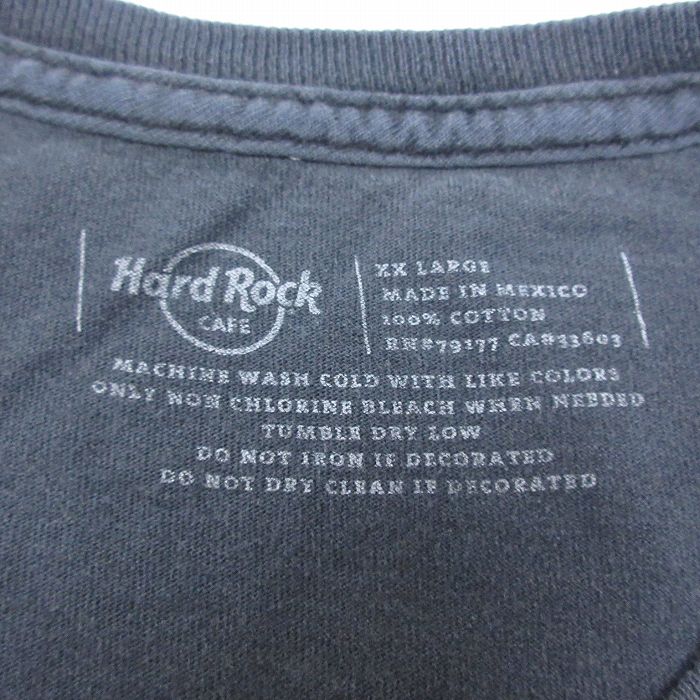 Hard Rock
CAFE
XX LARGE
MADE IN MEXICO
100% COTTON
RN#79177 CA#33603
MACHINE WASH COLD WITH LIKE COLORS
ONLY NON CHLORINE BLEACH WHEN NEEDED
TUMBLE DRY LOW
DO NOT IRON IF DECORATED
DO NOT DRY CLEAN IF DECORATED